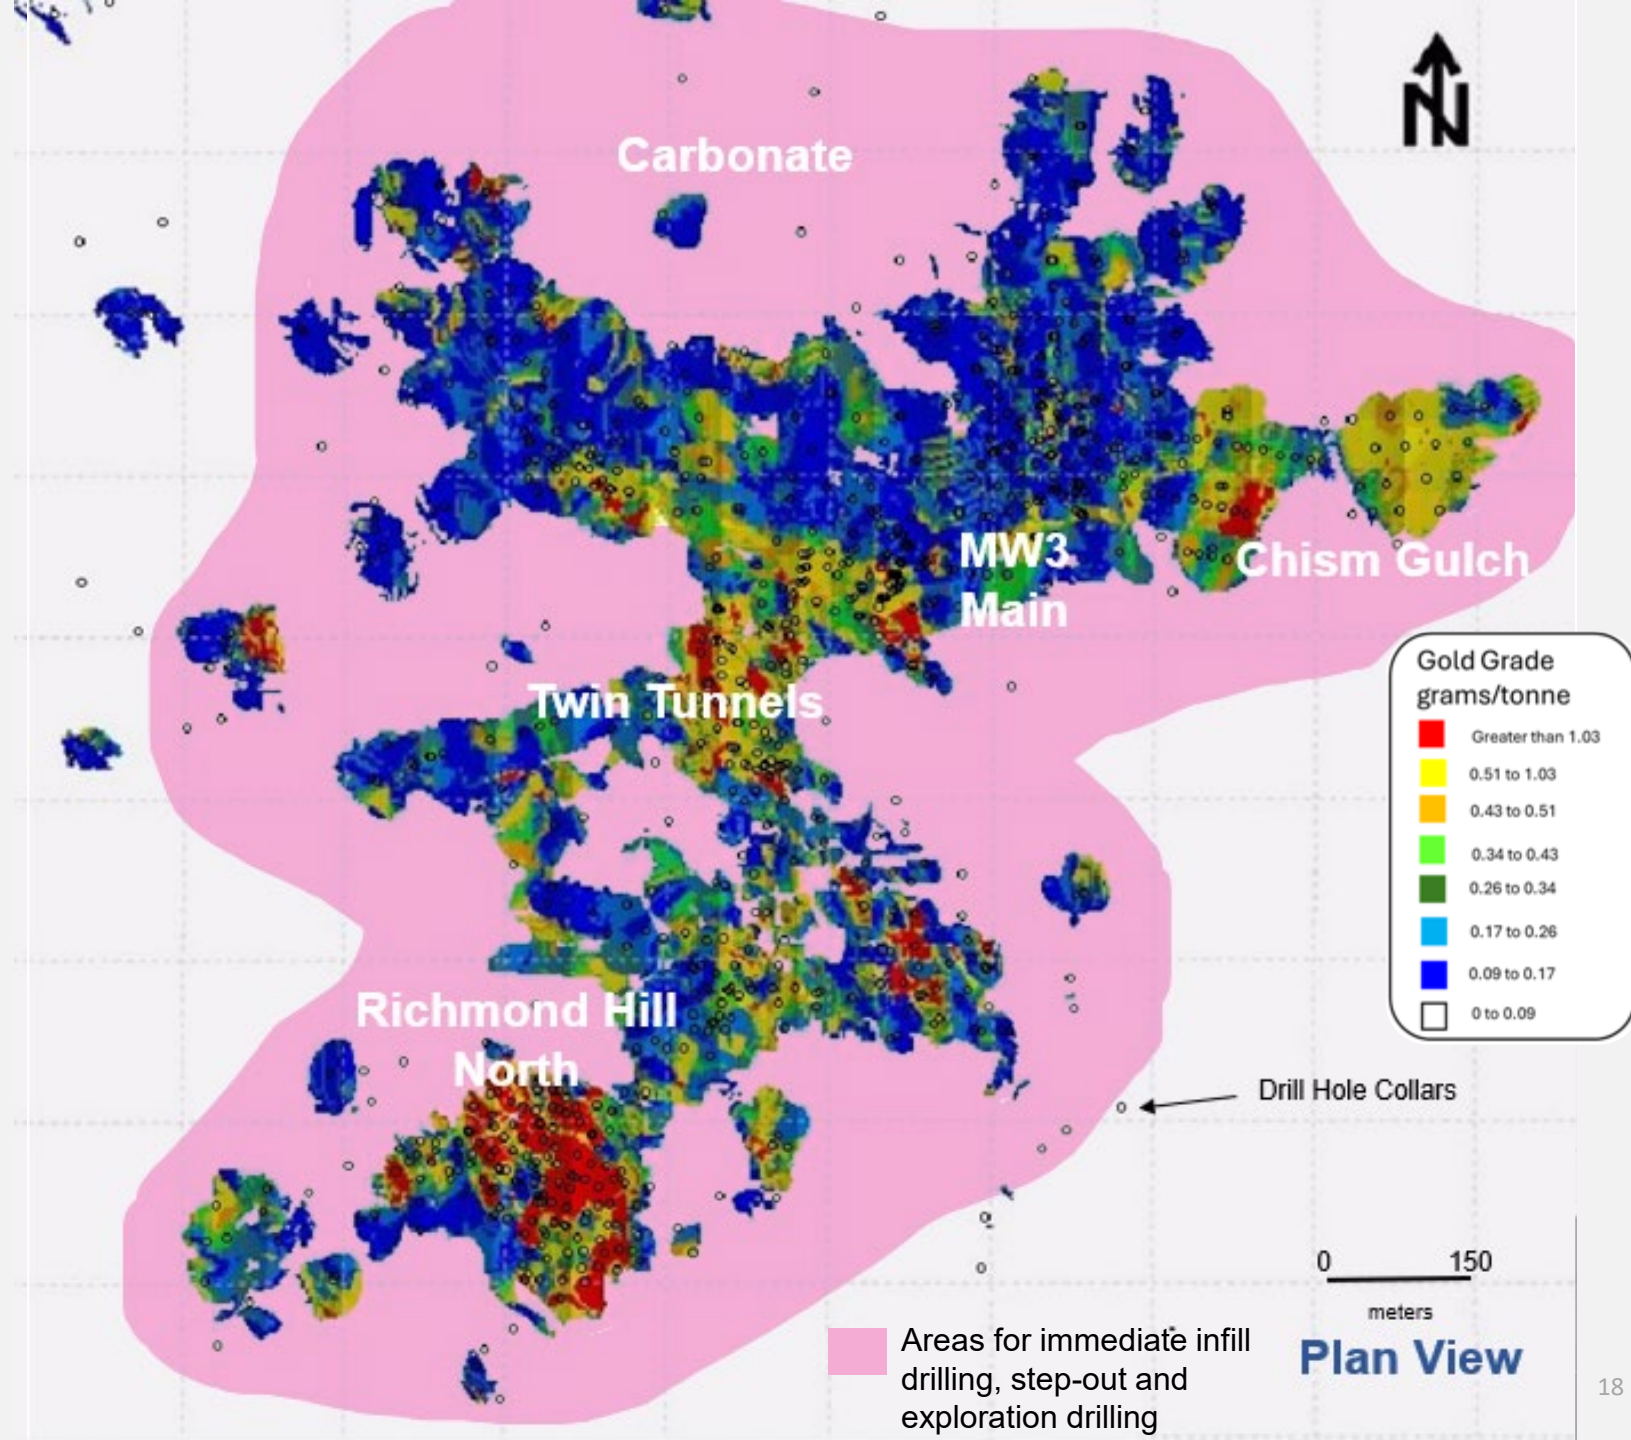 N
Carbonate
MW3
Main
Chism Gulch
Twin Tunnels
Richmond Hill
North
Gold Grade
grams/tonne
Greater than 1.03
0.51 to 1.03
0.43 to 0.51
0.34 to 0.43
0.26 to 0.34
0.17 to 0.26
0.09 to 0.17
0 to 0.09
Drill Hole Collars
0 150
meters
Plan View
Areas for immediate infill
drilling, step-out and
exploration drilling
18